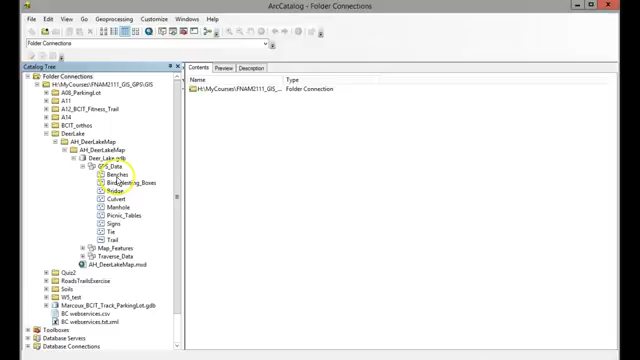 ArcCatalog - Folder Connections
File Edit View Go Geoprocessing Customize Windows Help
Folder Connections
Catalog Tree
Contents Preview Description
Folder Connections
Name Type
H:\MyCourses\FNAM2111_GIS_GPS\GIS
H:\MyCourses\FNAM2111_GIS_... Folder Connection
A08_ParkingLot
A11
A12_BCIT_Fitness_Trail
A14
BCIT_orthos
DeerLake
AH_DeerLakeMap
AH_DeerLakeMap
Deer_Lake.gdb
GPS_Data
Benches
Bird_Nesting_Boxes
Bridge
Culvert
Manhole
Picnic_Tables
Signs
Tie
Trail
Map_Features
Traverse_Data
AH_DeerLakeMap.mxd
Quiz2
RoadsTrailsExercise
Soils
W5_test
Marcoux_BCIT_Track_ParkingLot.gdb
BC webservices.csv
BC webservices.txt.xml
Toolboxes
Database Servers
Database Connections